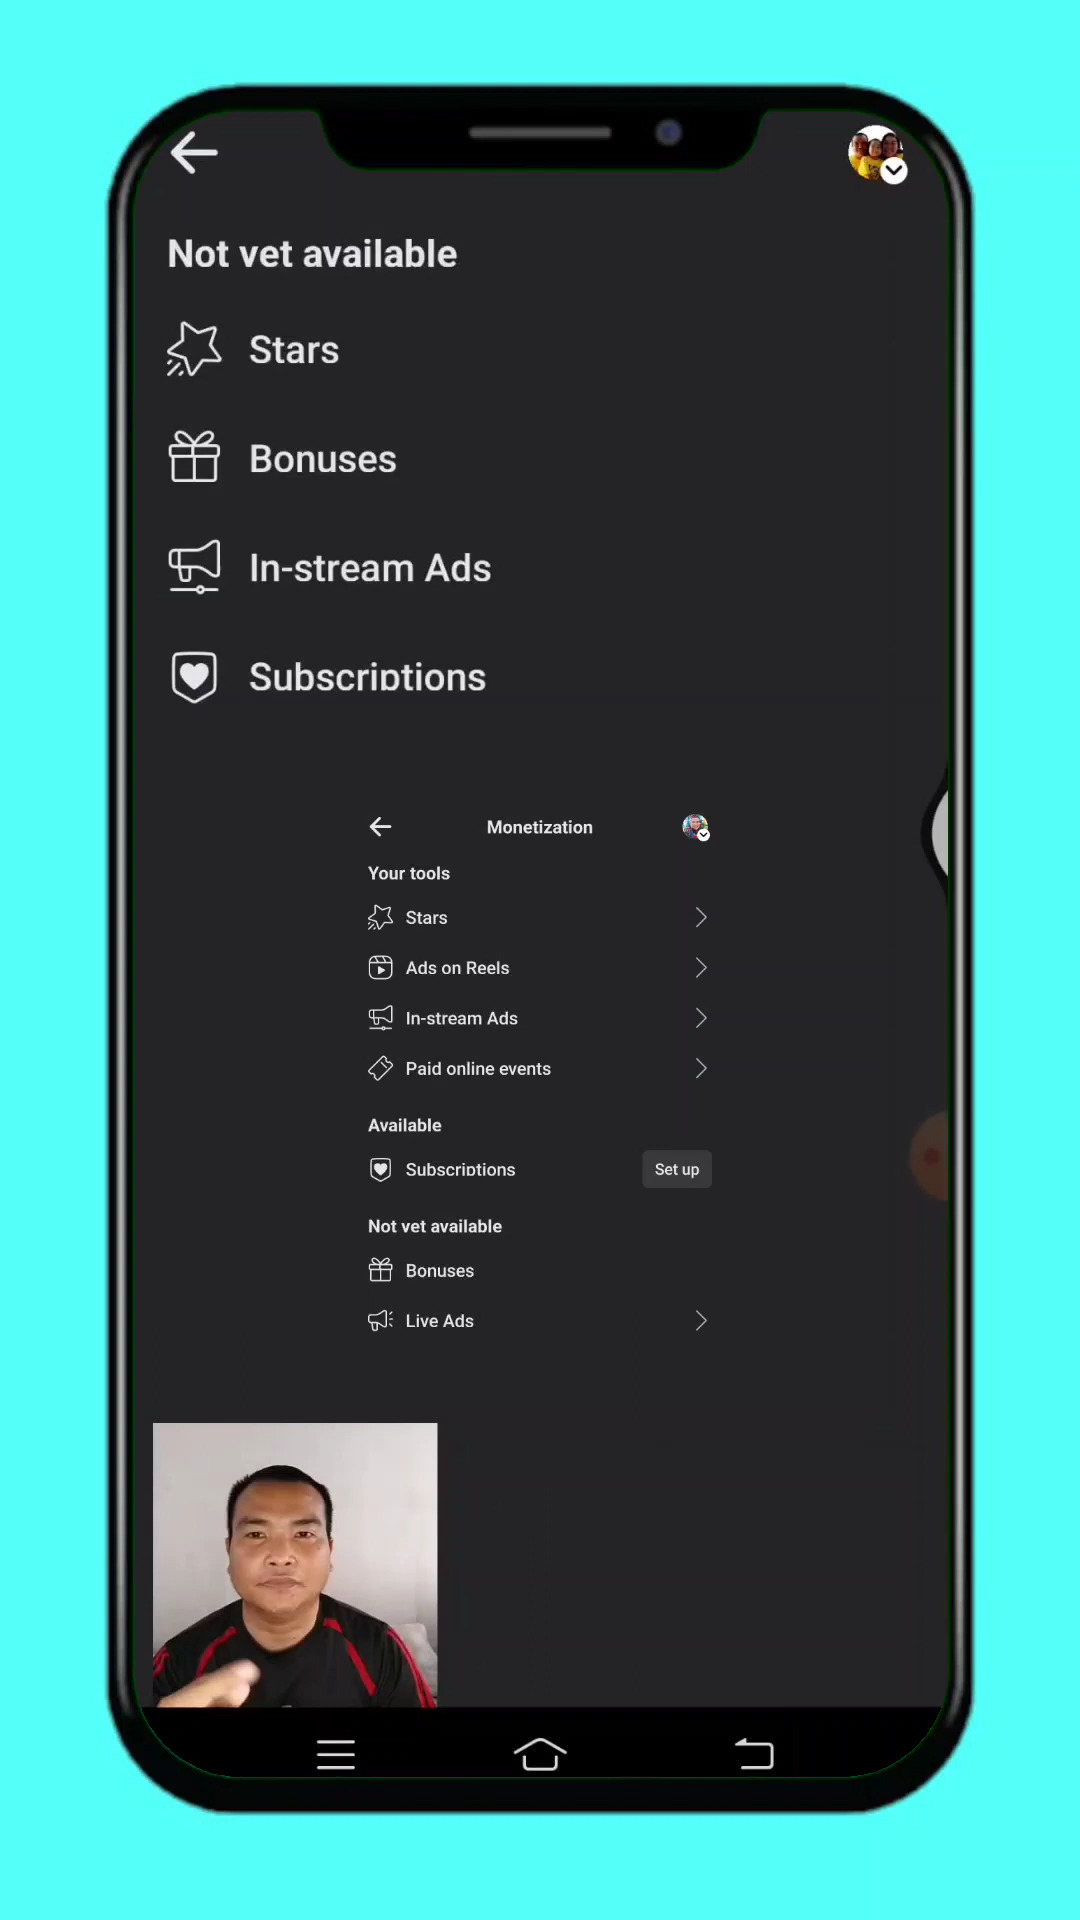 Not vet available
Stars
Bonuses
In-stream Ads
Subscriptions
Monetization
Your tools
Stars
Ads on Reels
In-stream Ads
Paid online events
Available
Subscriptions
Set up
Not vet available
Bonuses
Live Ads